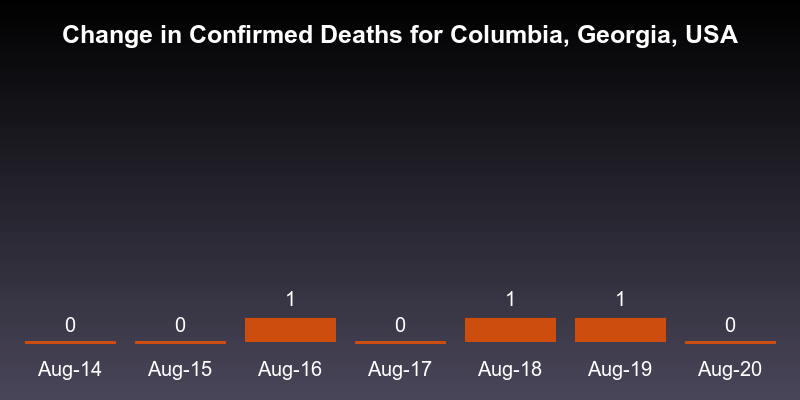 Change in Confirmed Deaths for Columbia, Georgia, USA
0 0 1 0 1 1 0
Aug-14 Aug-15 Aug-16 Aug-17 Aug-18 Aug-19 Aug-20